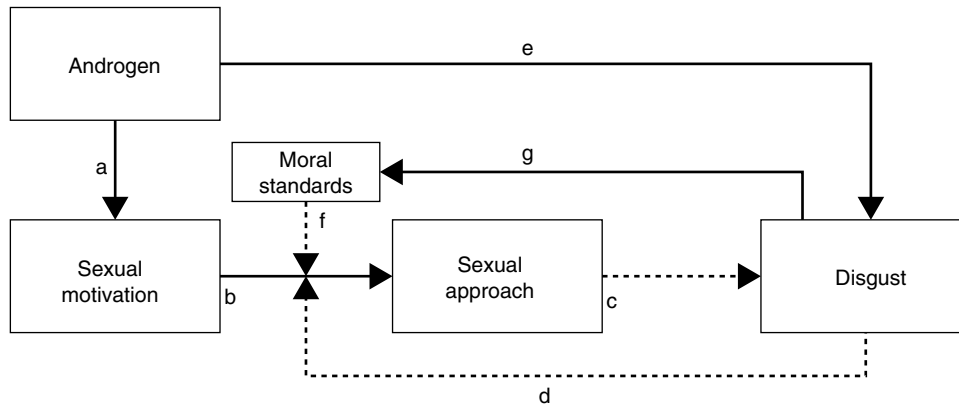 Androgen
e
a
Moral
standards
g
f
Sexual
motivation
b
Sexual
approach
c
Disgust
d